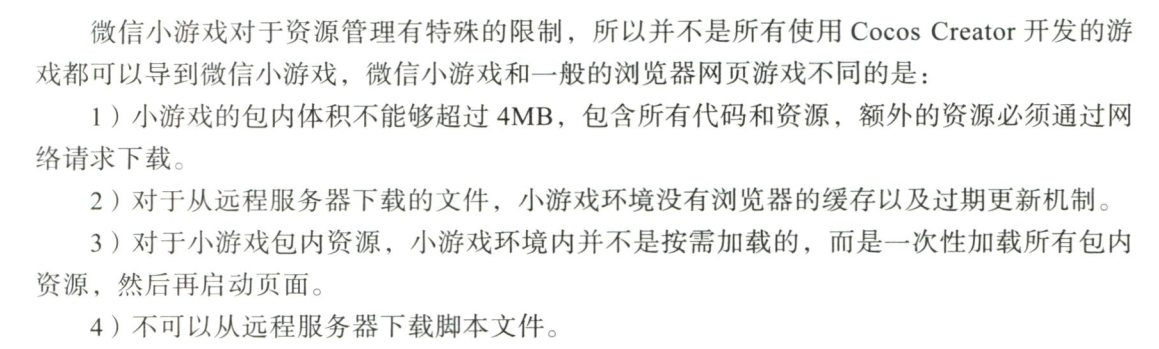 微信小游戏对于资源管理有特殊的限制，所以并不是所有使用 Cocos Creator 开发的游
戏都可以导到微信小游戏，微信小游戏和一般的浏览器网页游戏不同的是：
1）小游戏的包内体积不能够超过 4MB，包含所有代码和资源，额外的资源必须通过网
络请求下载。
2）对于从远程服务器下载的文件，小游戏环境没有浏览器的缓存以及过期更新机制。
3）对于小游戏包内资源，小游戏环境内并不是按需加载的，而是一次性加载所有包内
资源，然后再启动页面。
4）不可以从远程服务器下载脚本文件。